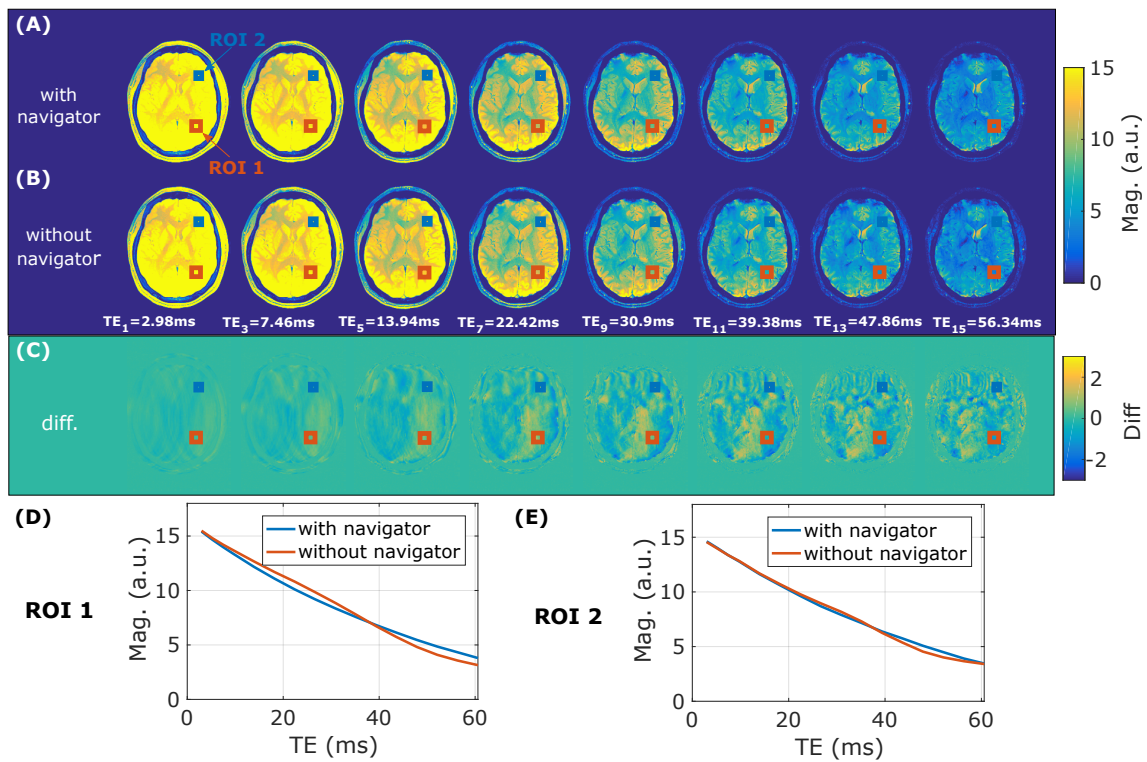 (A)
ROI 2
with
navigator
ROI 1
15
10
5
0
Mag. (a.u.)
(B)
without
navigator
TE1=2.98ms TE3=7.46ms TE5=13.94ms TE7=22.42ms TE9=30.9ms TE11=39.38ms TE13=47.86ms TE15=56.34ms
(C)
diff.
2
0
-2
Diff
(D)
ROI 1
with navigator
without navigator
15
10
5
0
Mag. (a.u.)
0 20 40 60
TE (ms)
(E)
ROI 2
with navigator
without navigator
15
10
5
0
Mag. (a.u.)
0 20 40 60
TE (ms)